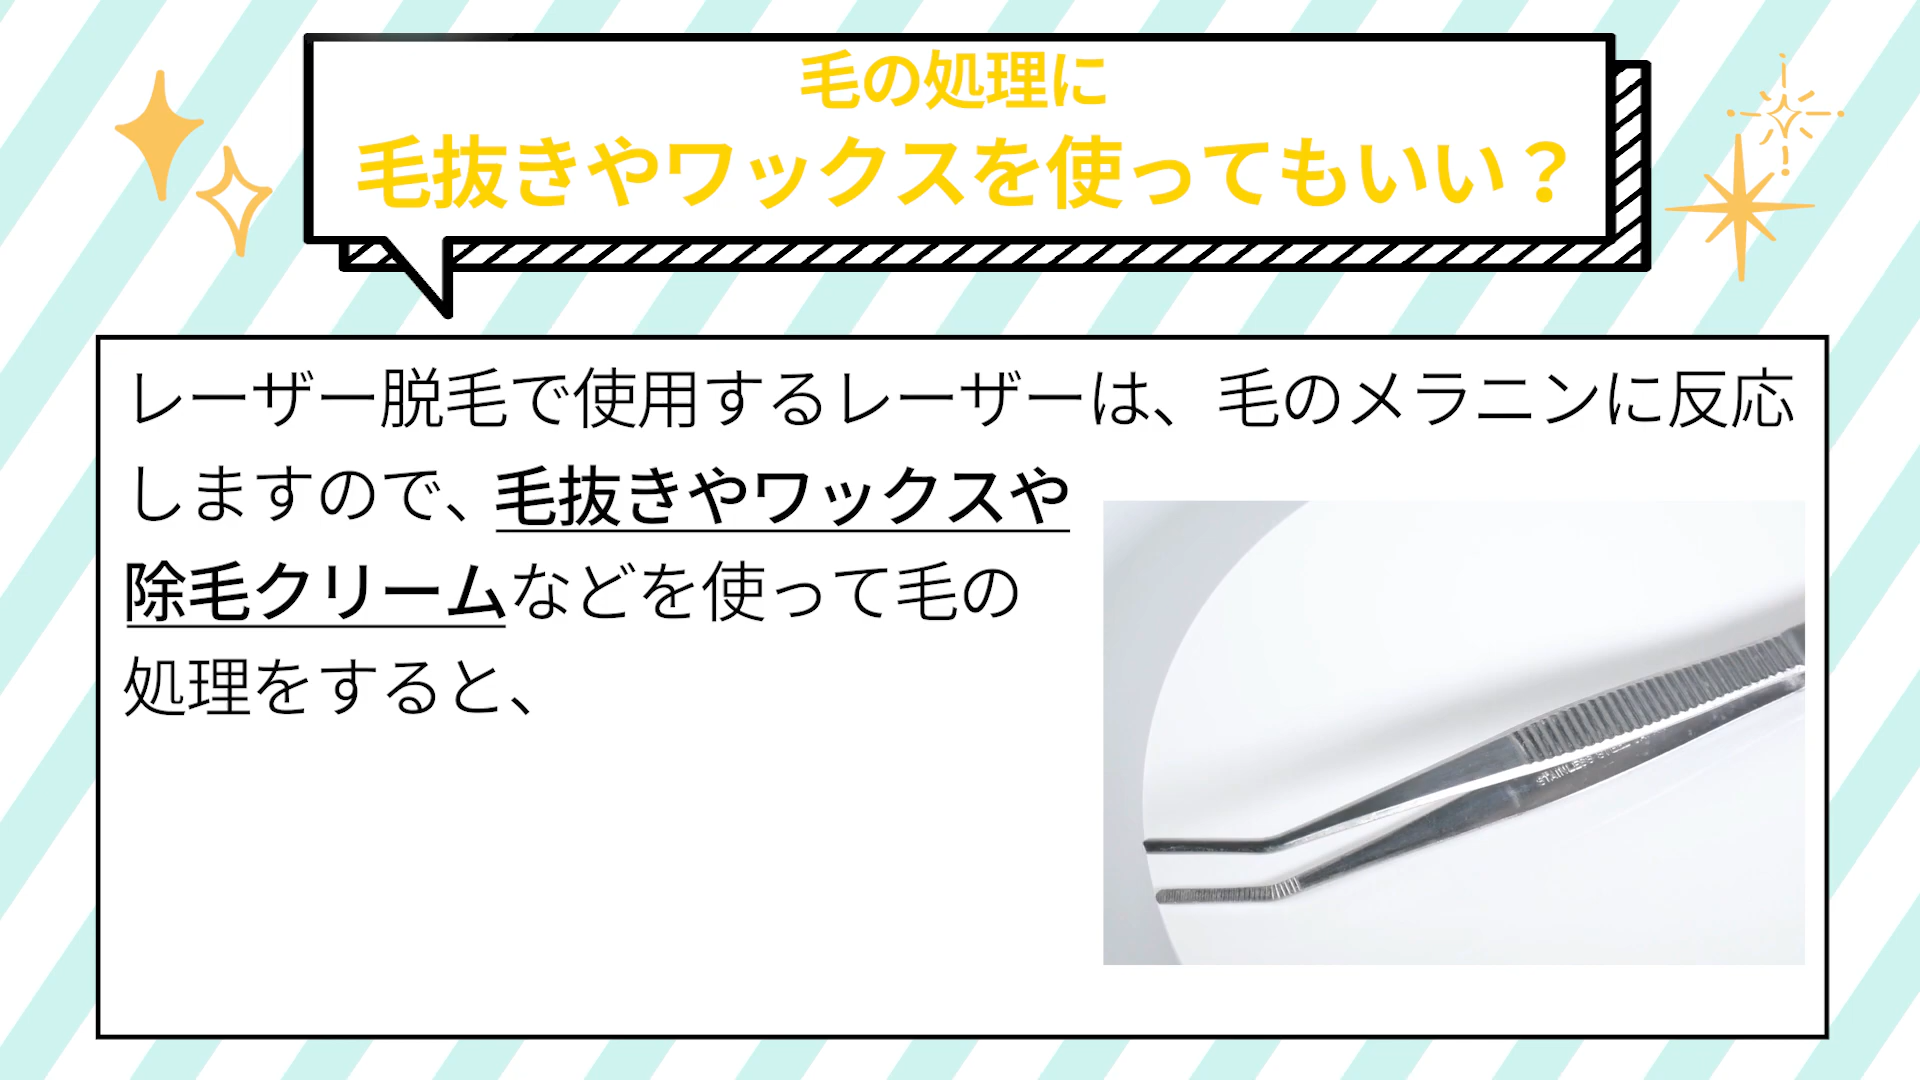 毛の処理に
毛抜きやワックスを使ってもいい？
レーザー脱毛で使用するレーザーは、毛のメラニンに反応
しますので、毛抜きやワックスや
除毛クリームなどを使って毛の
処理をすると、